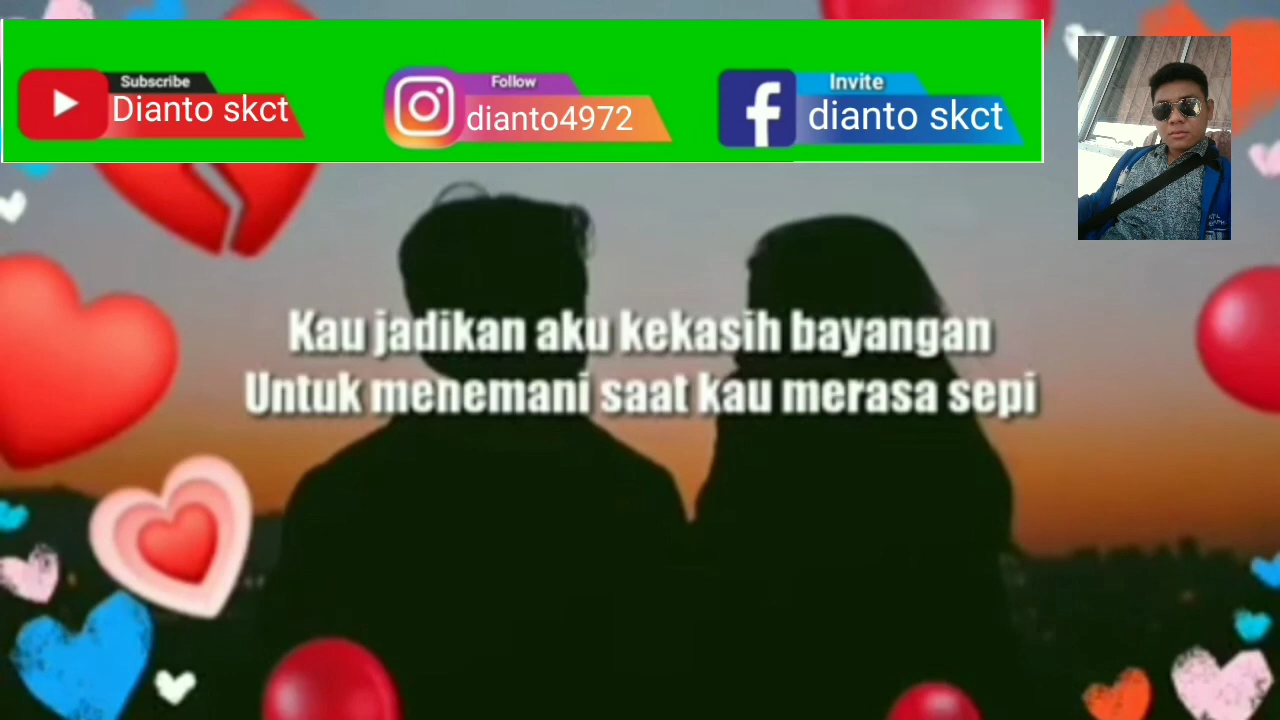 Subscribe
Dianto skct
Follow
dianto4972
Invite
dianto skct
Kau jadikan aku kekasih bayangan
Untuk menemani saat kau merasa sepi